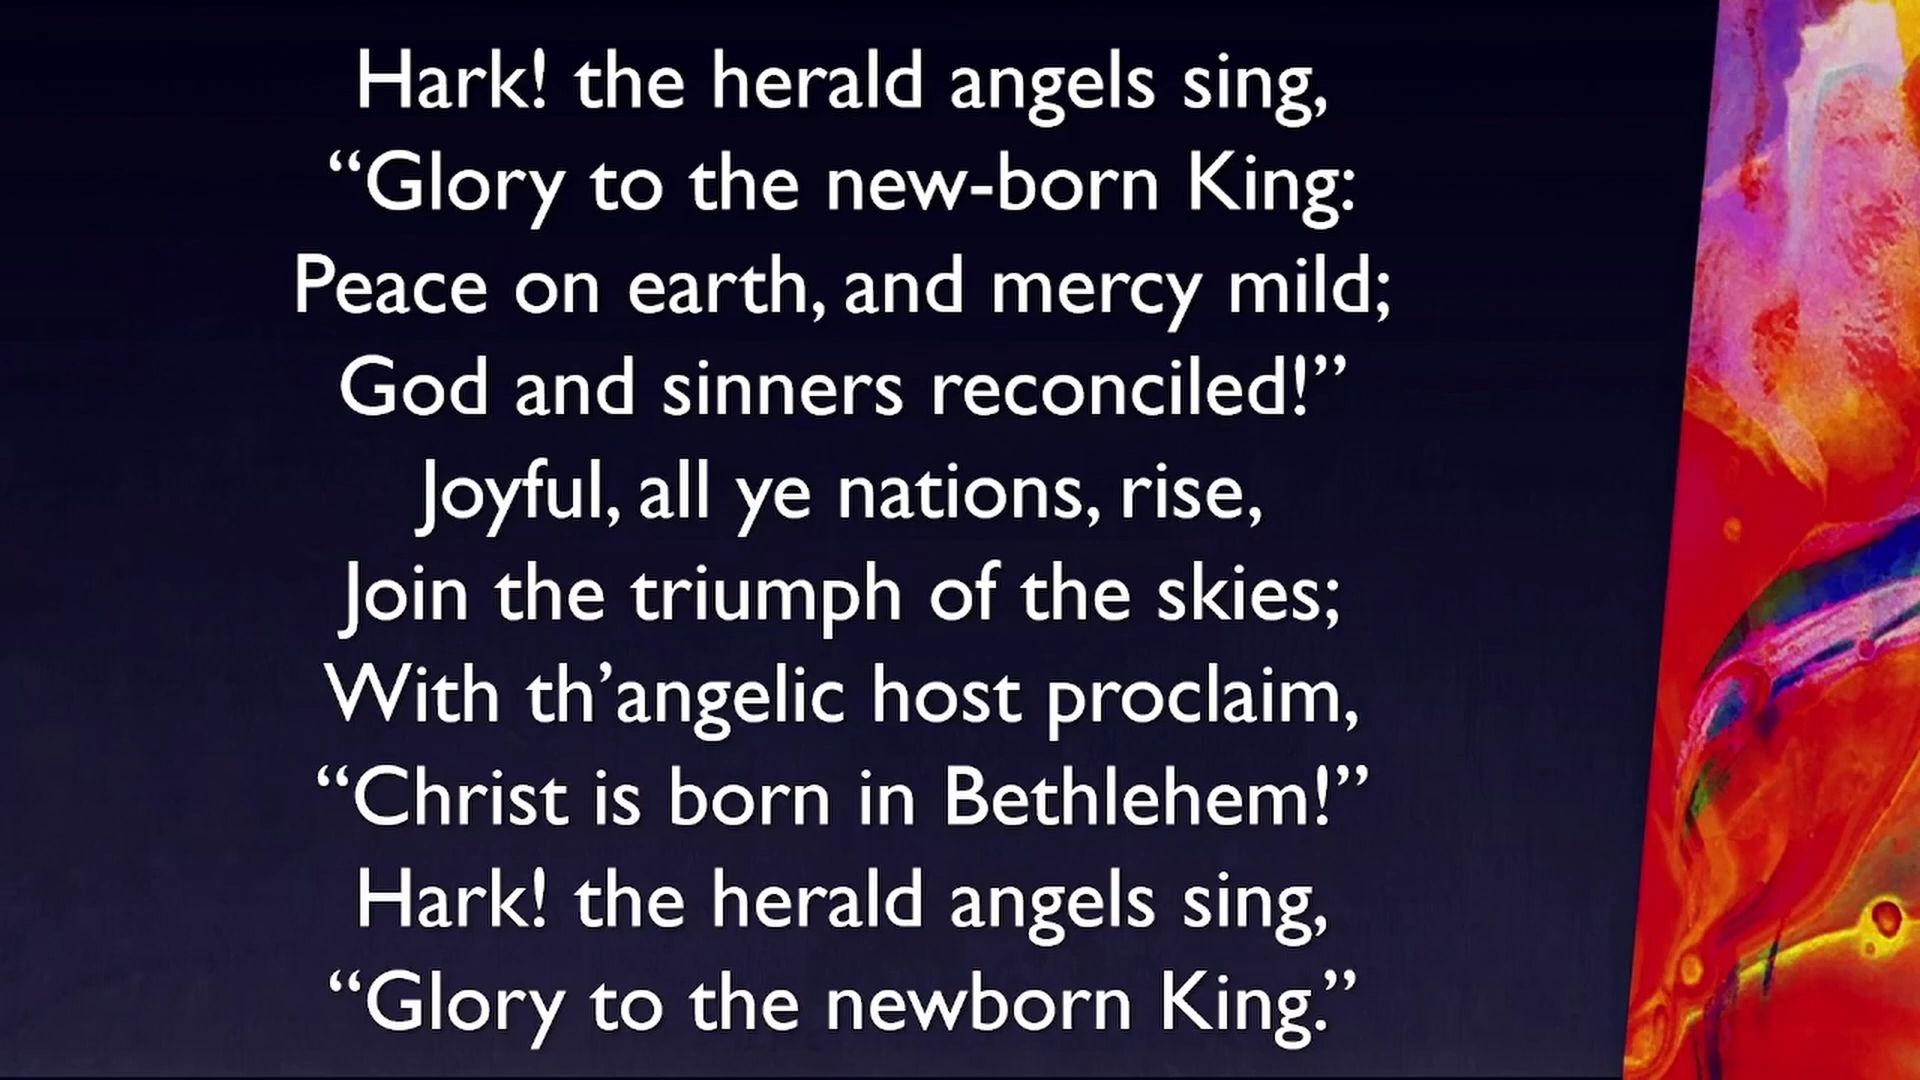 Hark! the herald angels sing,
“Glory to the new-born King:
Peace on earth, and mercy mild;
God and sinners reconciled!”
Joyful, all ye nations, rise,
Join the triumph of the skies;
With th’angelic host proclaim,
“Christ is born in Bethlehem!”
Hark! the herald angels sing,
“Glory to the newborn King.”